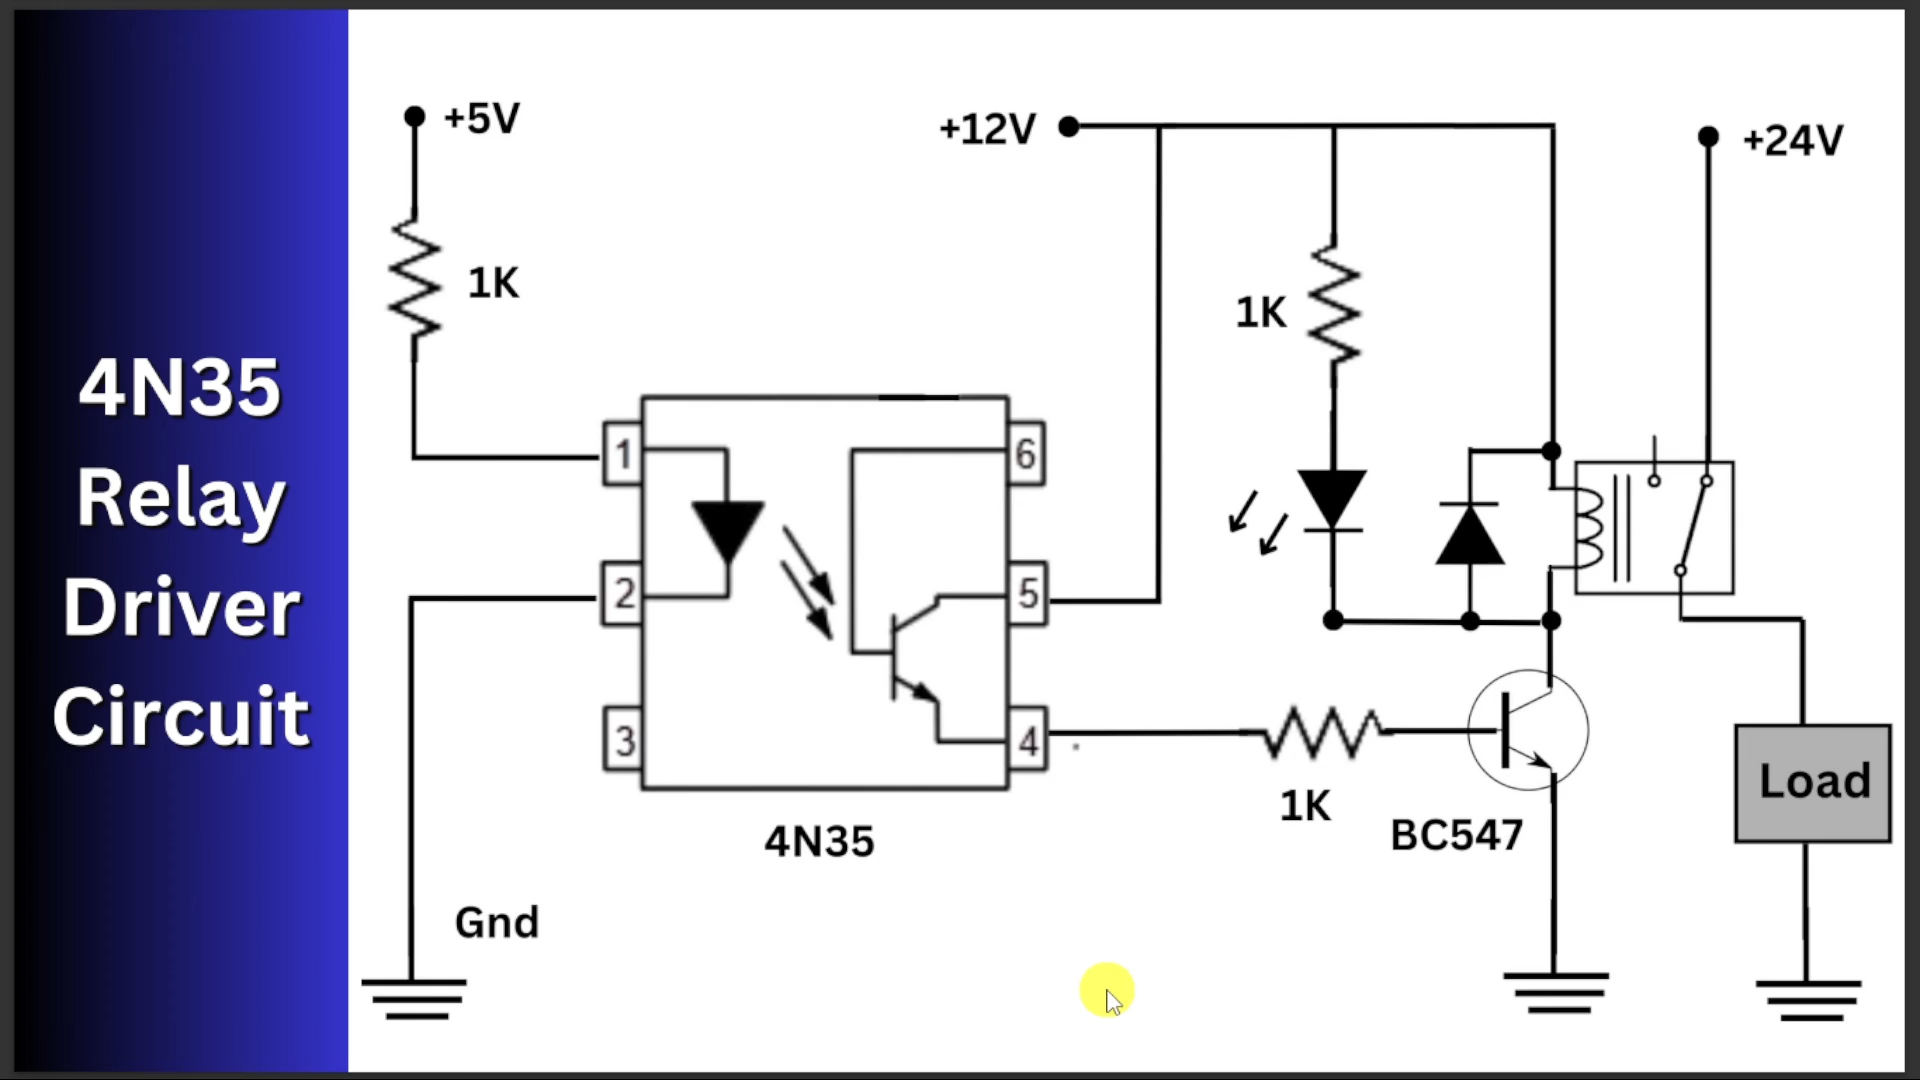 4N35
Relay
Driver
Circuit
+5V
1K
Gnd
1
2
3
6
5
4
4N35
+12V
1K
1K
BC547
+24V
Load